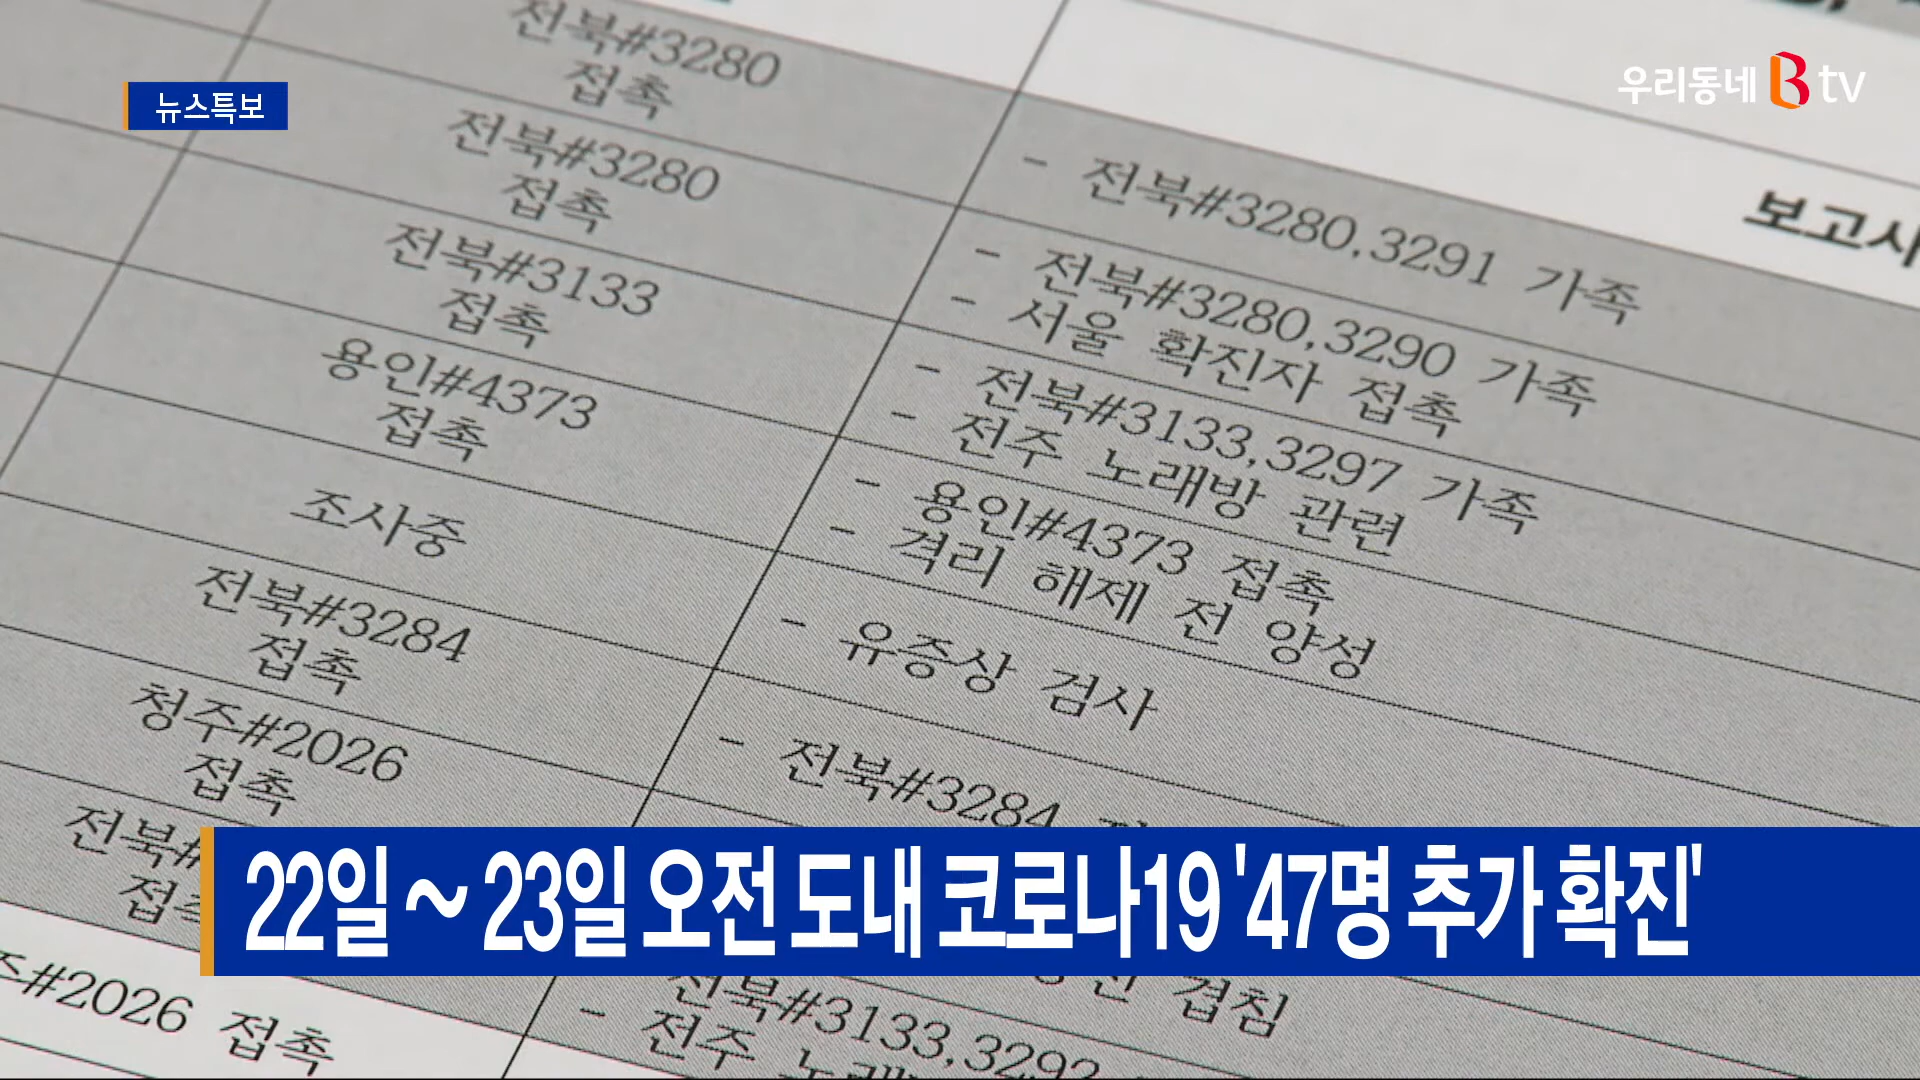 뉴스특보
우리동네 B tv
전북#3280
접촉
전북#3280
접촉
전북#3133
접촉
용인#4373
접촉
조사중
전북#3284
접촉
청주#2026
접촉
전북#
#2026 접촉
보고사
- 전북#3280,3291 가족
- 전북#3280,3290 가족
- 서울 확진자 접촉
- 전북#3133,3297 가족
- 전주 노래방 관련
- 용인#4373 접촉
- 격리 해제 전 양성
- 유증상 검사
- 전북#3284
겹침
전북#3133,3292
- 전주
22일 ~ 23일 오전 도내 코로나19 '47명 추가 확진'